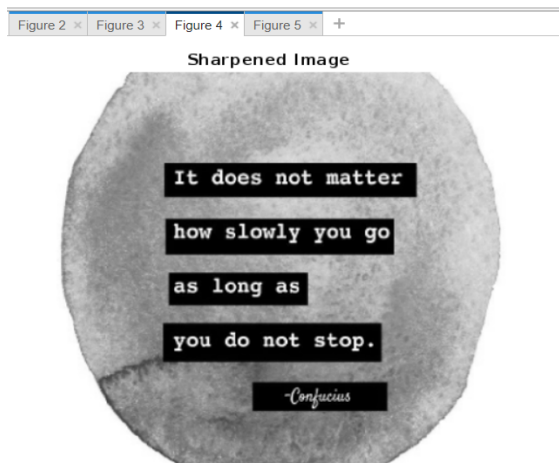 Figure 2 × Figure 3 × Figure 4 × Figure 5 × +
Sharpened Image
It does not matter
how slowly you go
as long as
you do not stop.
-Confucius